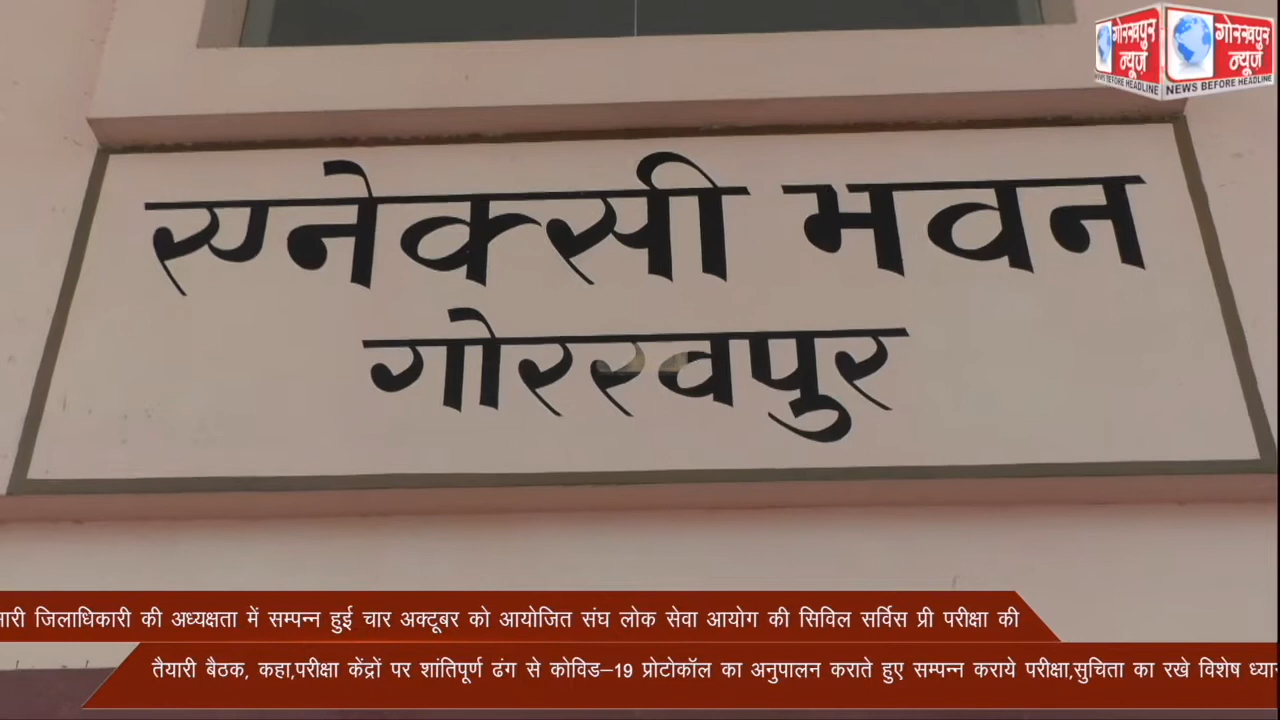 गोरखपुर
न्यूज़
NEWS BEFORE HEADLINE
गोरखपुर
न्यूज़
NEWS BEFORE HEADLINE
एनेक्सी भवन
गोरखपुर
जिलाधिकारी की अध्यक्षता में सम्पन्न हुई चार अक्टूबर को आयोजित संघ लोक सेवा आयोग की सिविल सर्विस प्री परीक्षा की
तैयारी बैठक, कहा,परीक्षा केंद्रों पर शांतिपूर्ण ढंग से कोविड–19 प्रोटोकॉल का अनुपालन कराते हुए सम्पन्न कराये परीक्षा,सुचिता का रखे विशेष